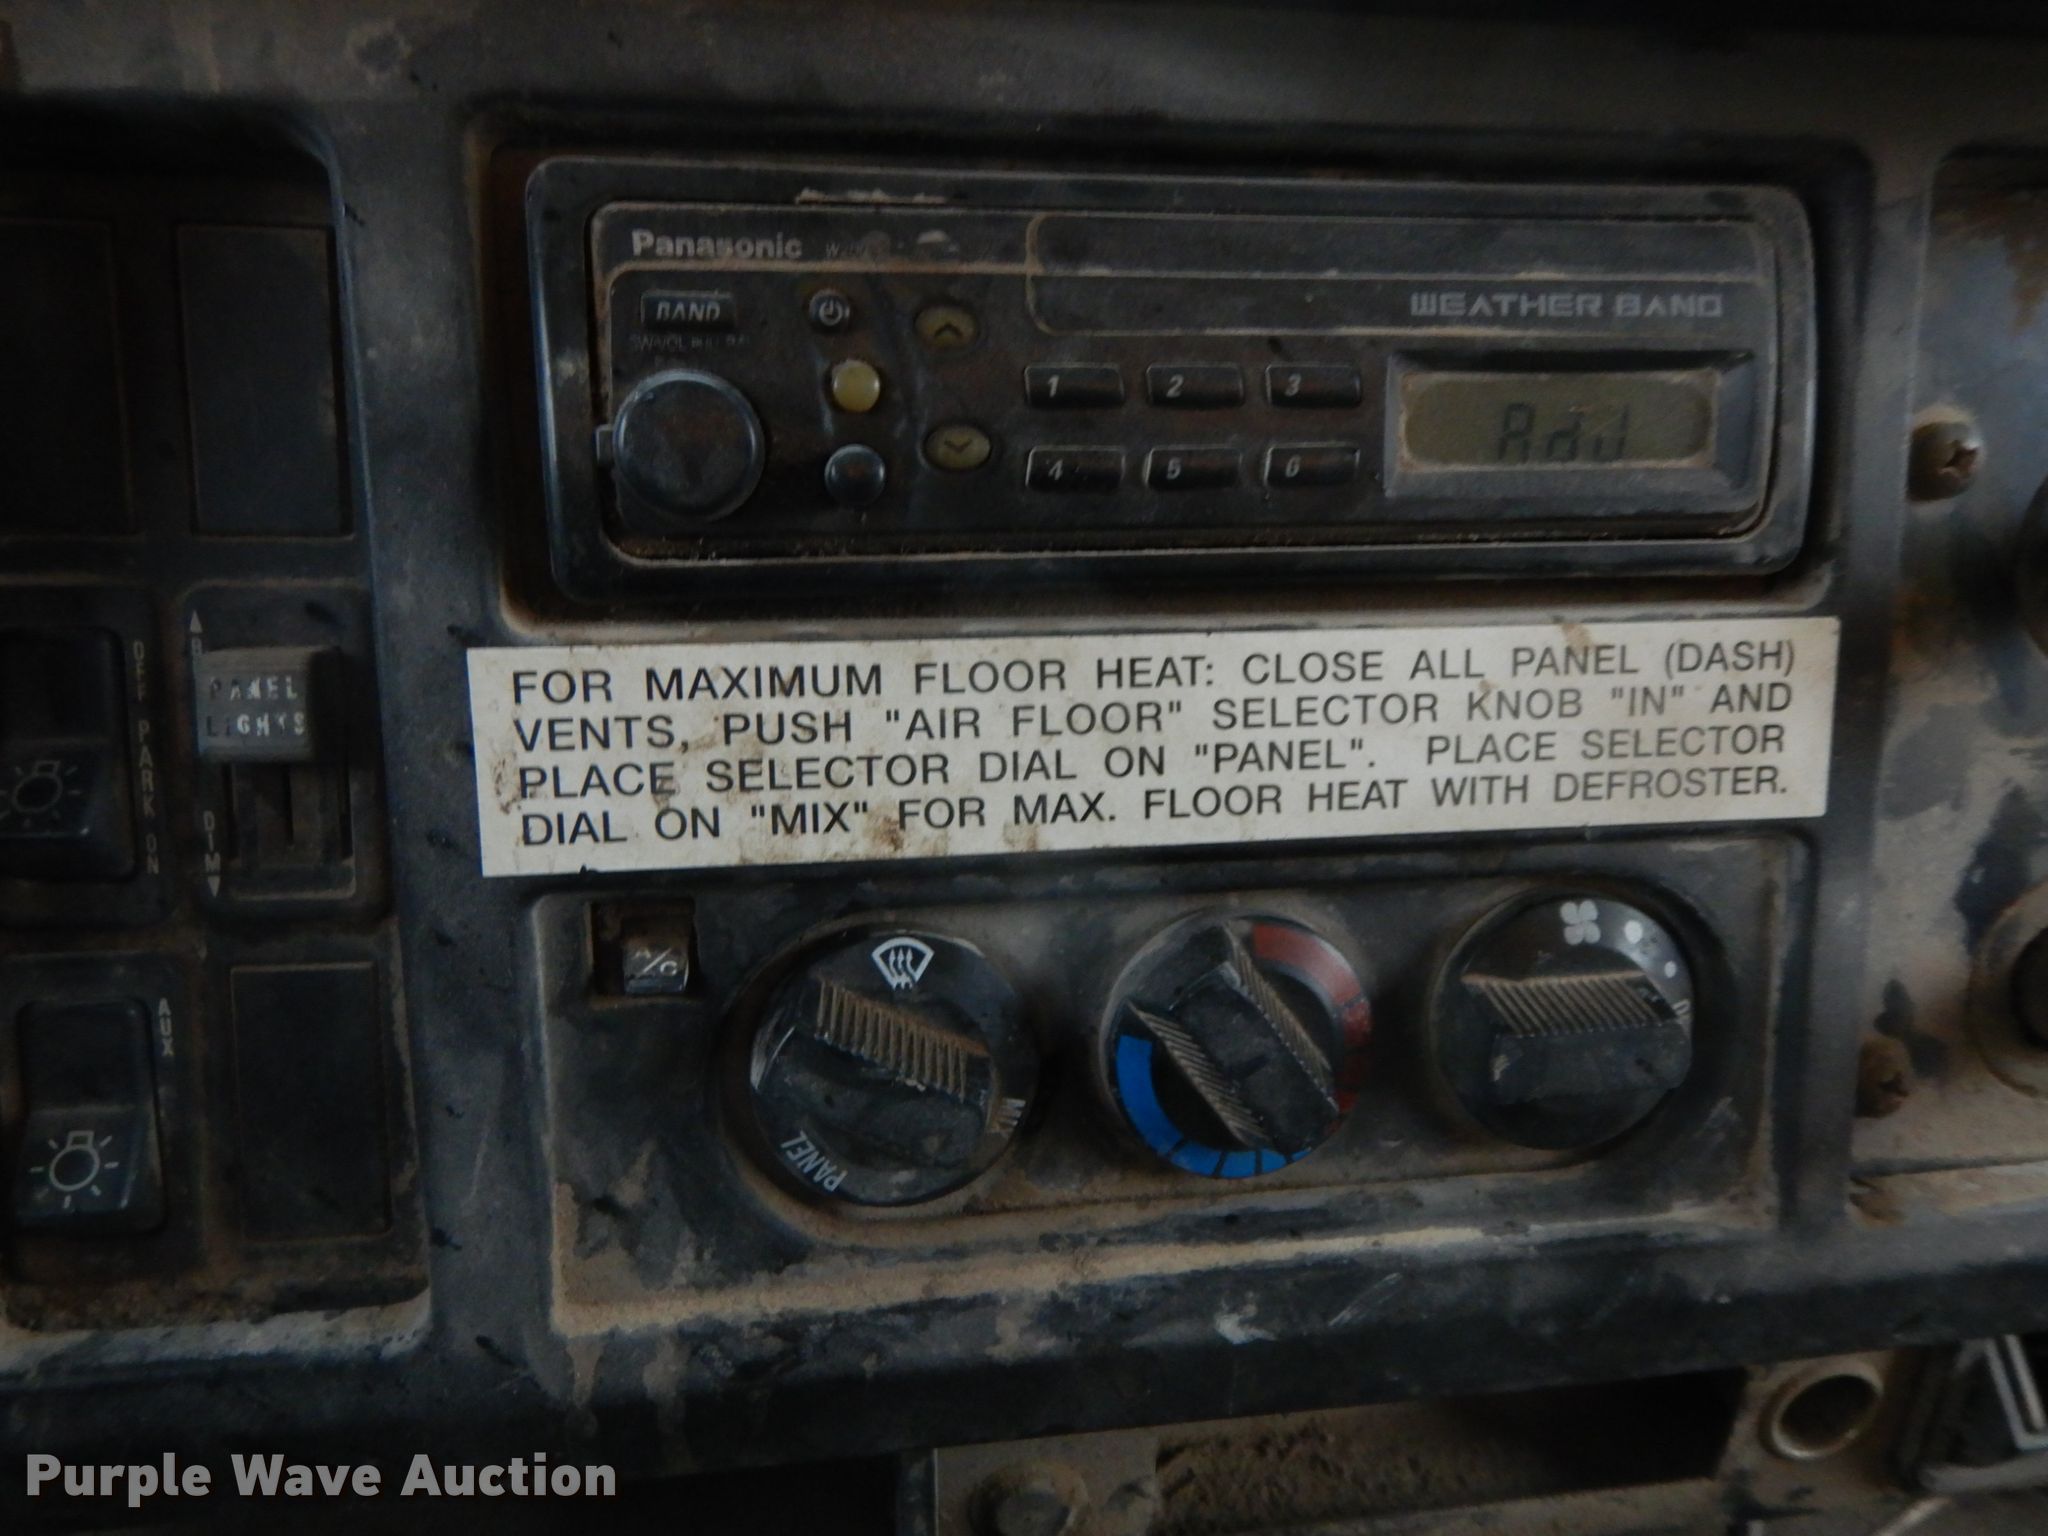 Panasonic
BAND
WEATHER BAND
1 2 3
4 5 6
Adj
OFF PARK ON
PANEL
LIGHTS
DIM
FOR MAXIMUM FLOOR HEAT: CLOSE ALL PANEL (DASH)
VENTS, PUSH "AIR FLOOR" SELECTOR KNOB "IN" AND
PLACE SELECTOR DIAL ON "PANEL". PLACE SELECTOR
DIAL ON "MIX" FOR MAX. FLOOR HEAT WITH DEFROSTER.
A/C
MIX
PANEL
AUX
Purple Wave Auction